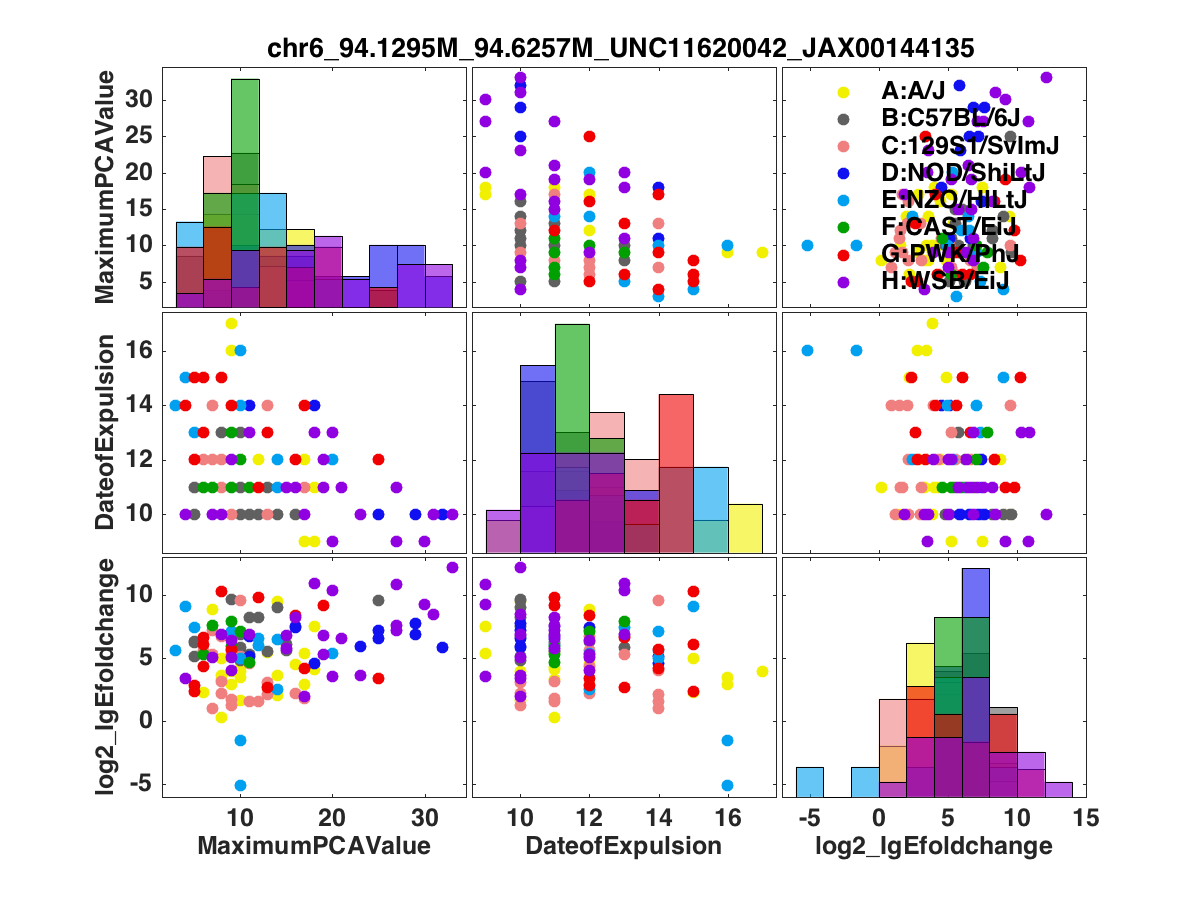 chr6_94.1295M_94.6257M_UNC11620042_JAX00144135
MaximumPCAValue
30
25
20
15
10
5
A:A/J
B:C57BL/6J
C:129S1/SvImJ
D:NOD/ShiLtJ
E:NZO/HILtJ
F:CAST/EiJ
G:PWK/PhJ
H:WSB/EiJ
DateofExpulsion
16
14
12
10
log2_IgEfoldchange
10
5
0
-5
10 20 30
10 12 14 16
-5 0 5 10 15
MaximumPCAValue
DateofExpulsion
log2_IgEfoldchange